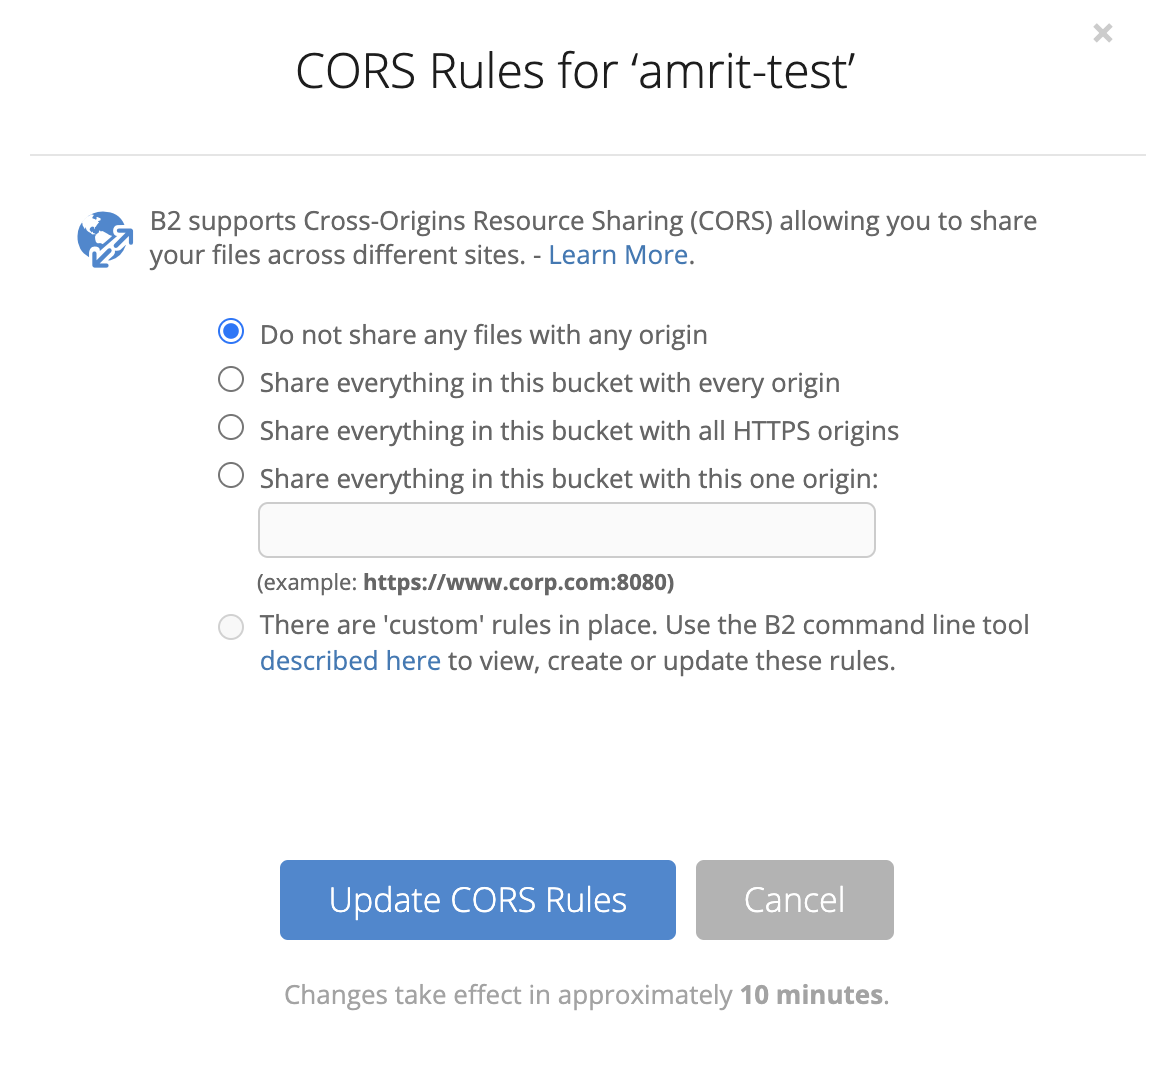 CORS Rules for ‘amrit-test’
B2 supports Cross-Origins Resource Sharing (CORS) allowing you to share
your files across different sites. - Learn More.
Do not share any files with any origin
Share everything in this bucket with every origin
Share everything in this bucket with all HTTPS origins
Share everything in this bucket with this one origin:
(example: https://www.corp.com:8080)
There are 'custom' rules in place. Use the B2 command line tool
described here to view, create or update these rules.
Update CORS Rules
Cancel
Changes take effect in approximately 10 minutes.